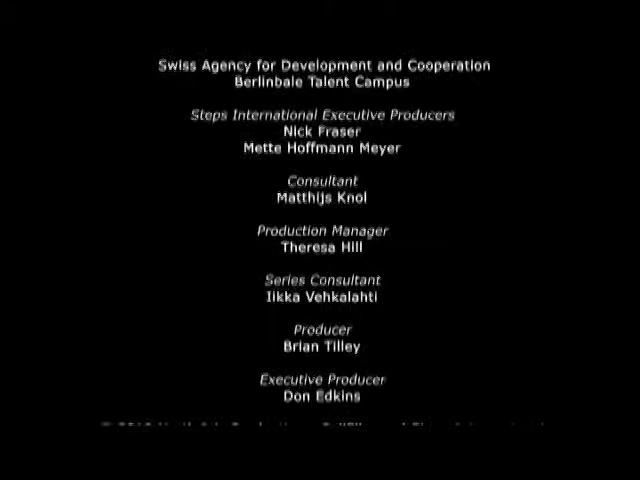 Swiss Agency for Development and Cooperation
Berlinbale Talent Campus
Steps International Executive Producers
Nick Fraser
Mette Hoffmann Meyer
Consultant
Matthijs Knol
Production Manager
Theresa Hill
Series Consultant
Iikka Vehkalahti
Producer
Brian Tilley
Executive Producer
Don Edkins